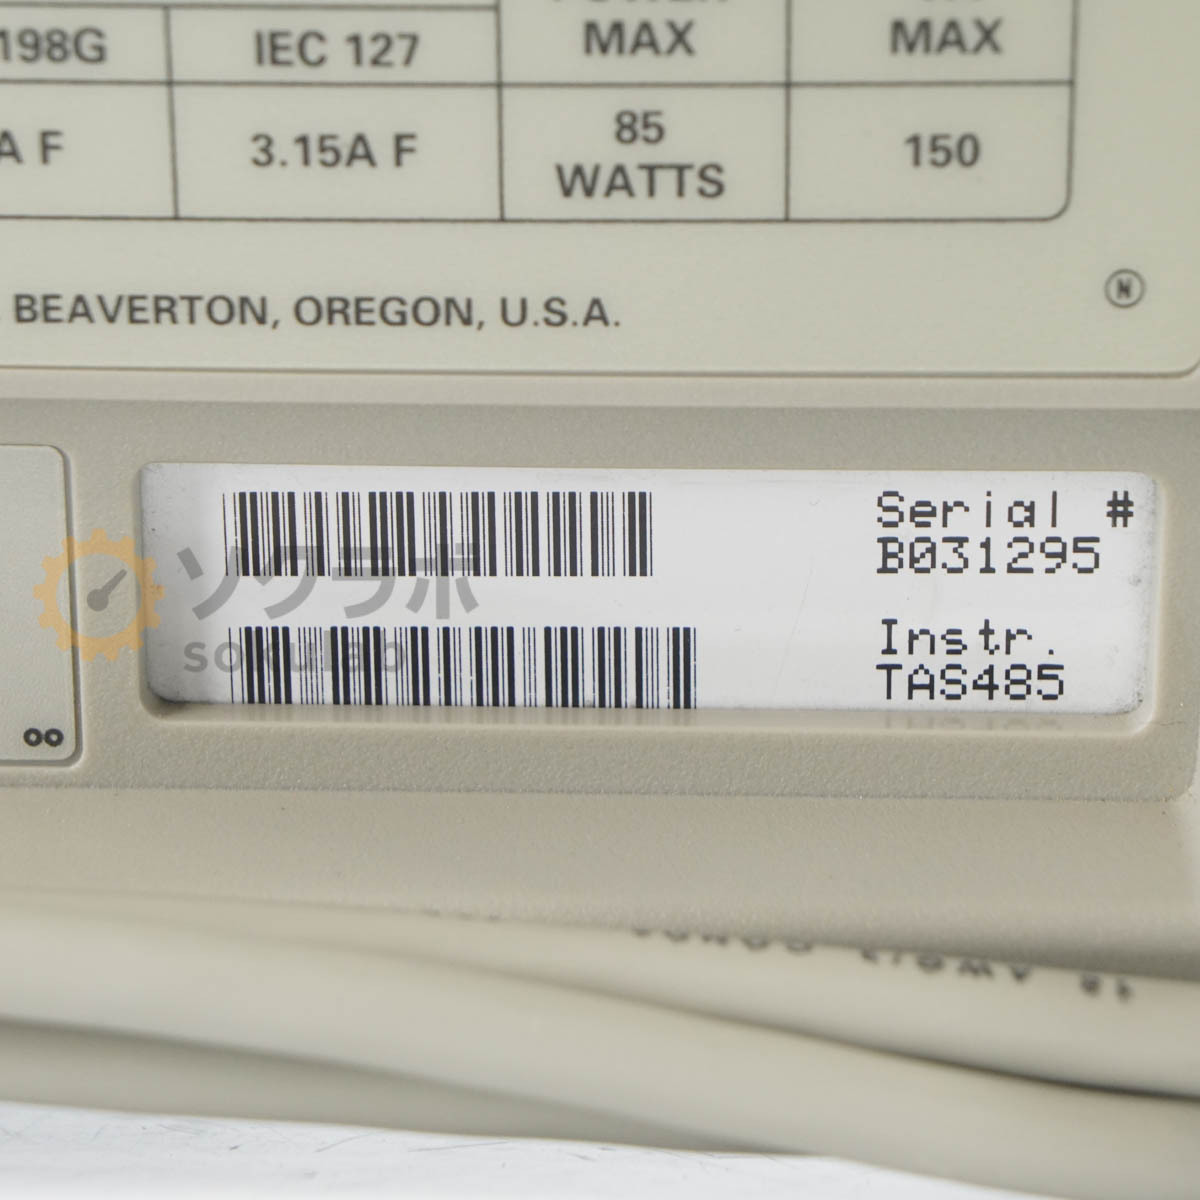 MAX
MAX
198G
IEC 127
A F
3.15A F
85
WATTS
150
BEAVERTON, OREGON, U.S.A.
N
Serial #
B031295
Instr.
TAS485
ソクラボ
sokulab